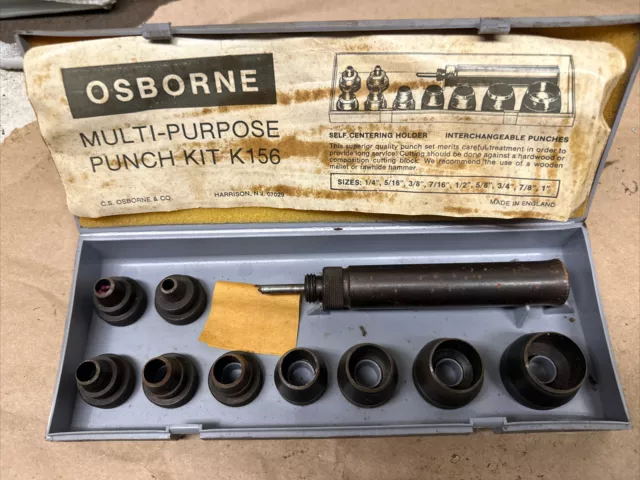 OSBORNE
MULTI-PURPOSE
PUNCH KIT K156
C.S. OSBORNE & CO.
HARRISON, N.J. 07029
SELF CENTERING HOLDER
INTERCHANGEABLE PUNCHES
This superior quality punch set merits careful treatment in order to
provide long service. Cutting should be done against a hardwood or
composition cutting block. We recommend the use of a wooden
mallet or rawhide hammer.
SIZES: 1/4", 5/16", 3/8", 7/16", 1/2", 5/8", 3/4", 7/8", 1"
MADE IN ENGLAND